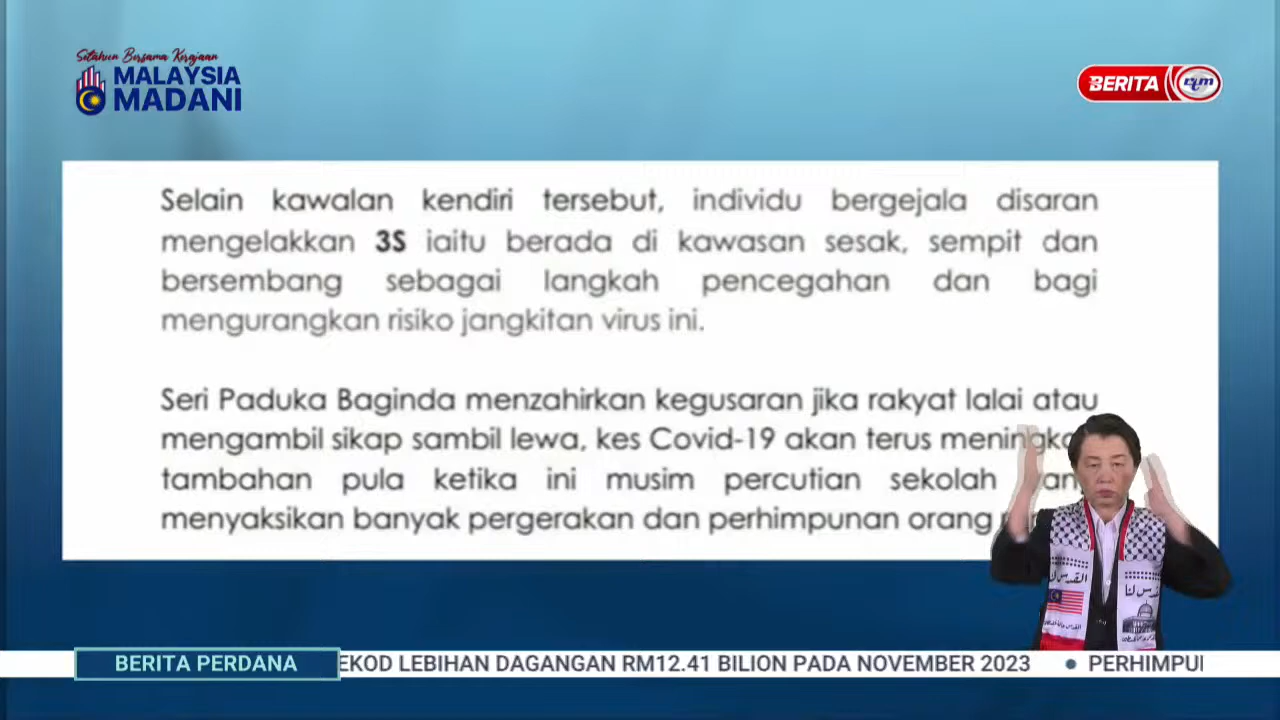 Setahun Bersama Kerajaan
MALAYSIA
MADANI
BERITA rtm
Selain kawalan kendiri tersebut, individu bergejala disaran
mengelakkan 3S iaitu berada di kawasan sesak, sempit dan
bersembang sebagai langkah pencegahan dan bagi
mengurangkan risiko jangkitan virus ini.
Seri Paduka Baginda menzahirkan kegusaran jika rakyat lalai atau
mengambil sikap sambil lewa, kes Covid-19 akan terus
tambahan pula ketika ini musim percutian sekolah
menyaksikan banyak pergerakan dan perhimpunan orang
القدس لنا
القدس لنا
BERITA PERDANA
EKOD LEBIHAN DAGANGAN RM12.41 BILION PADA NOVEMBER 2023 • PERHIMPU